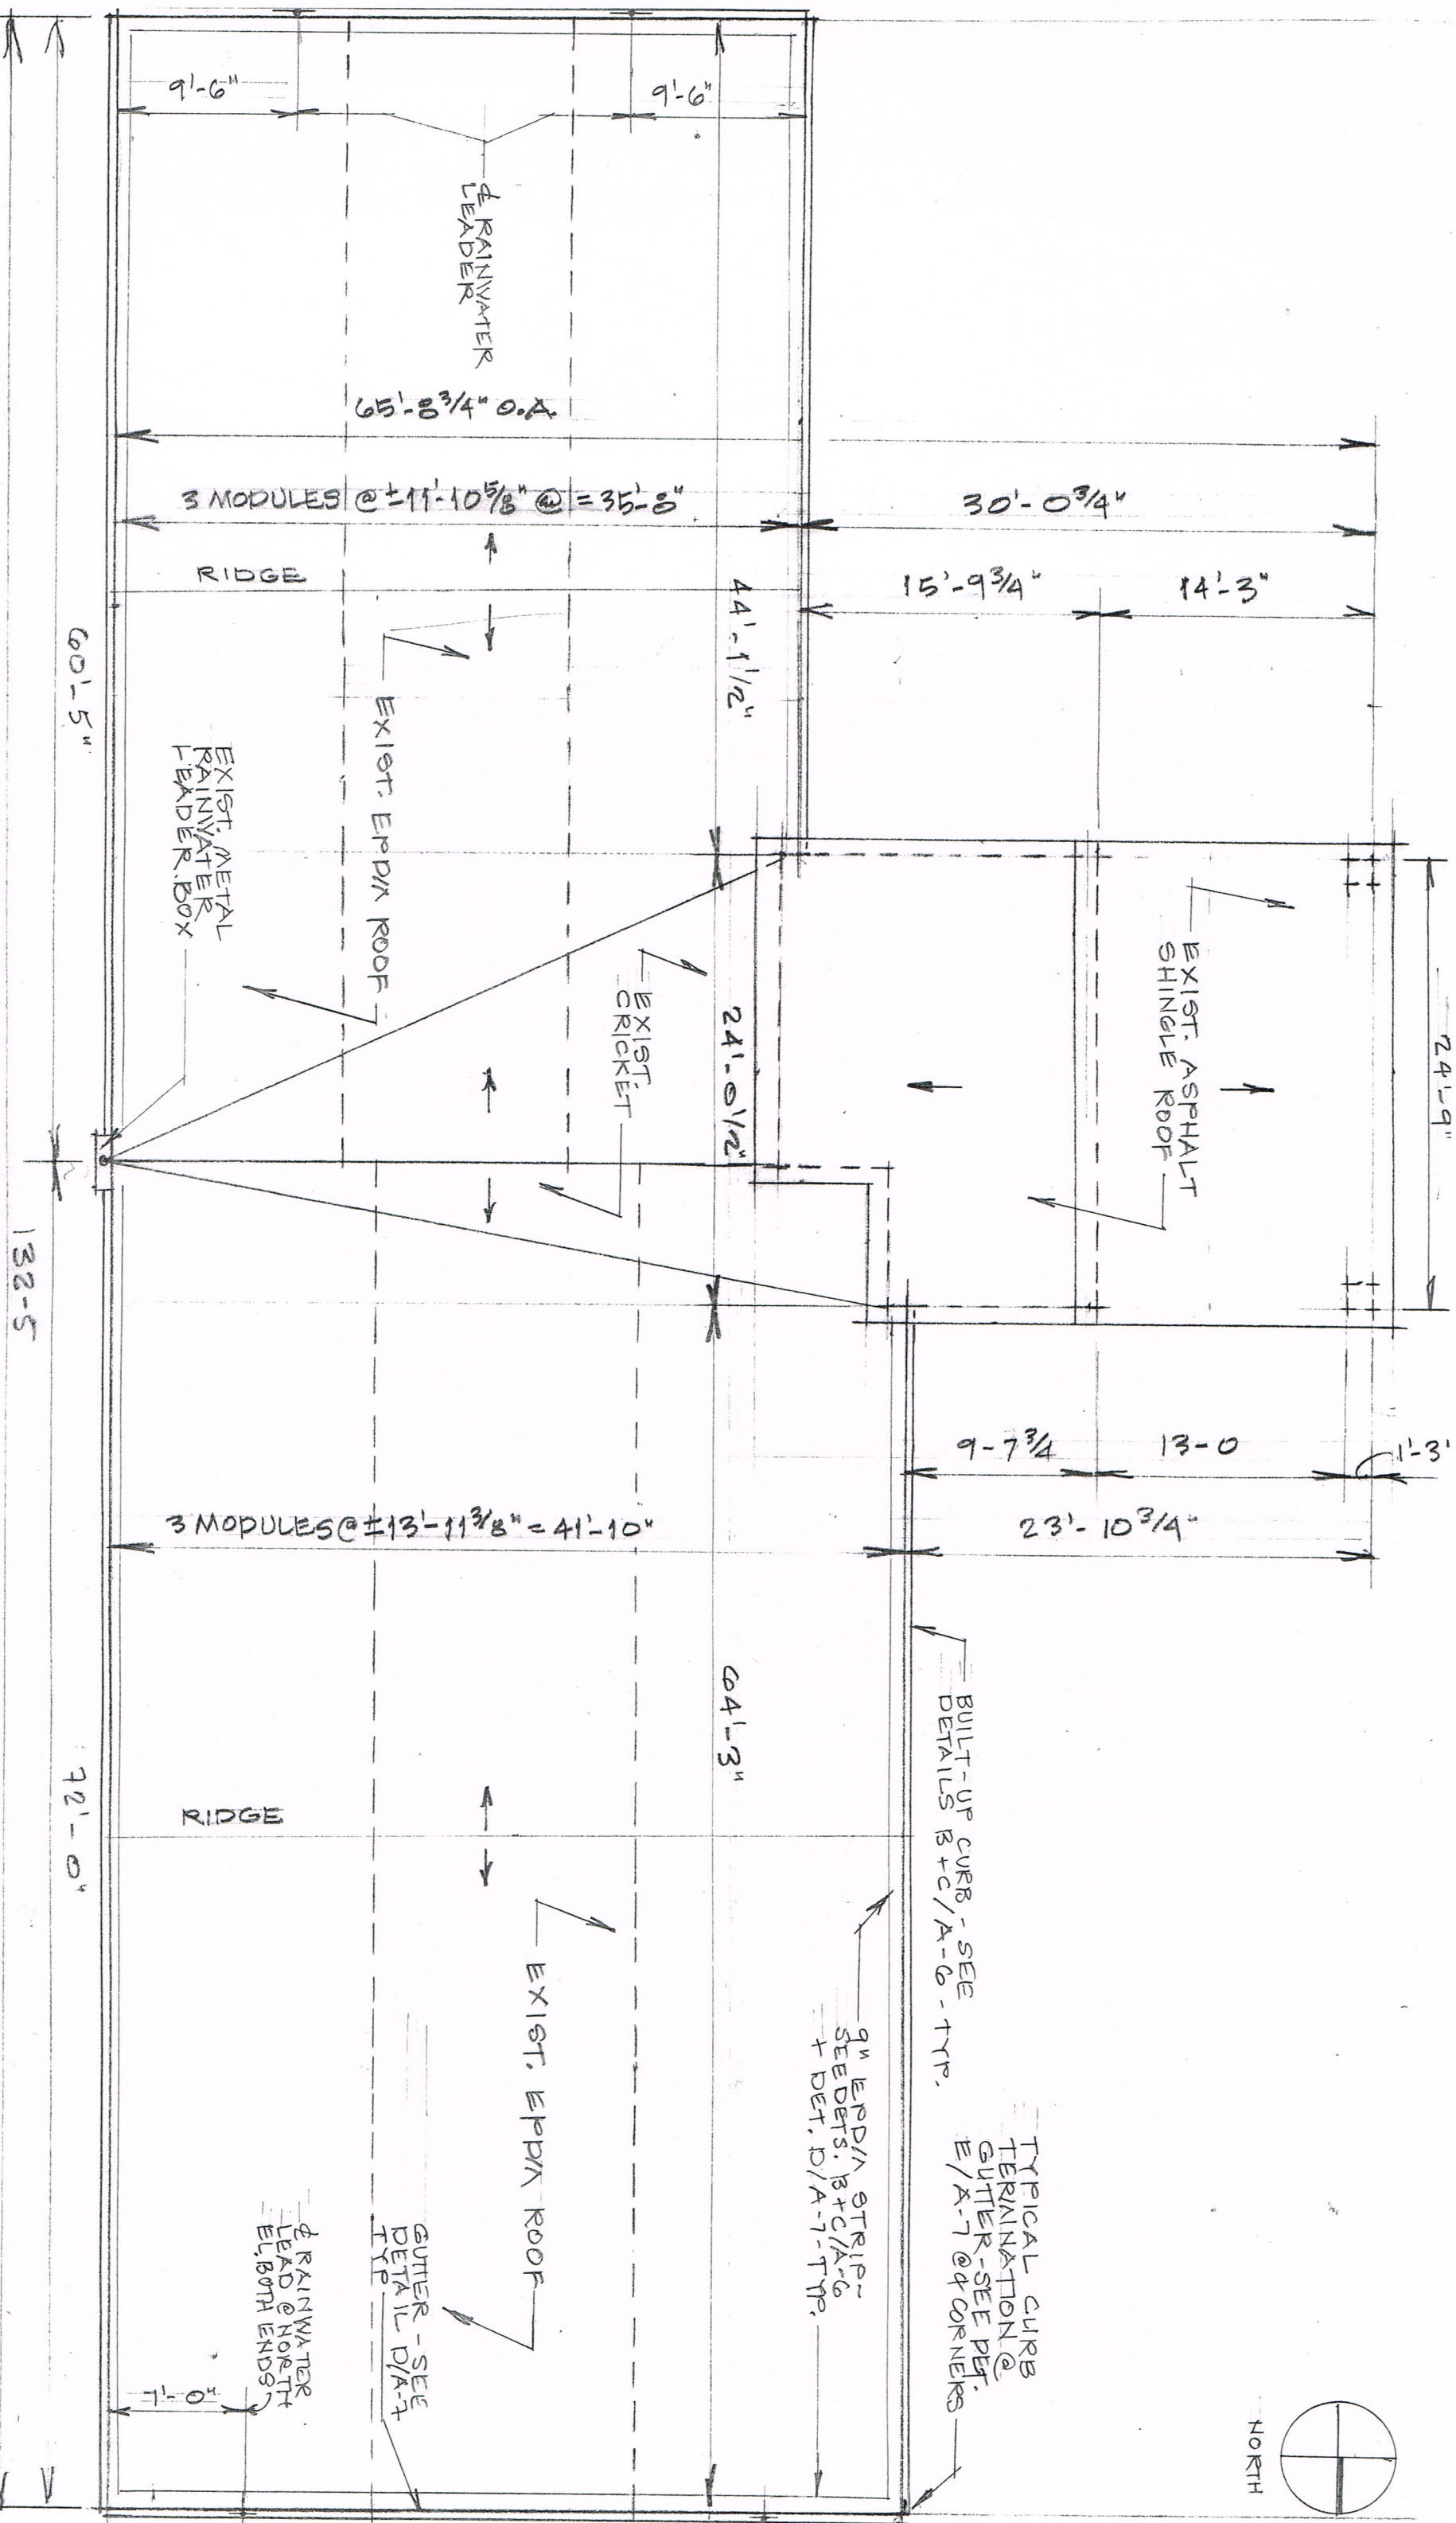 9'-6"
9'-6"
℄ RAINWATER
LEADER
65'-8 3/4" O.A.
3 MODULES @ ±11'-10 5/8" @ = 35'-8"
30'-0 3/4"
RIDGE
15'-9 3/4"
14'-3"
44'-1 1/2"
60'-5"
EXIST. EPDM ROOF
EXIST. METAL
RAINWATER
LEADER BOX
EXIST.
CRICKET
24'-0 1/2"
EXIST. ASPHALT
SHINGLE ROOF
24'-9"
132-5
9-7 3/4
13-0
1'-3'
3 MODULES @ ±13'-11 3/8" = 41'-10"
23'-10 3/4"
64'-3"
BUILT-UP CURB - SEE
DETAILS B+C/A-6 - TYP.
RIDGE
72'-0"
EXIST. EPDM ROOF
9" EPDM STRIP-
SEE DETS. B+C/A-6
+ DET. D/A-7-TYP.
TYPICAL CURB
TERMINATION @
GUTTER-SEE DET.
E/A-7 @ 4 CORNERS
GUTTER - SEE
DETAIL D/A-7
TYP
℄ RAINWATER
LEAD @ NORTH
EL. BOTH ENDS
7'-0"
NORTH